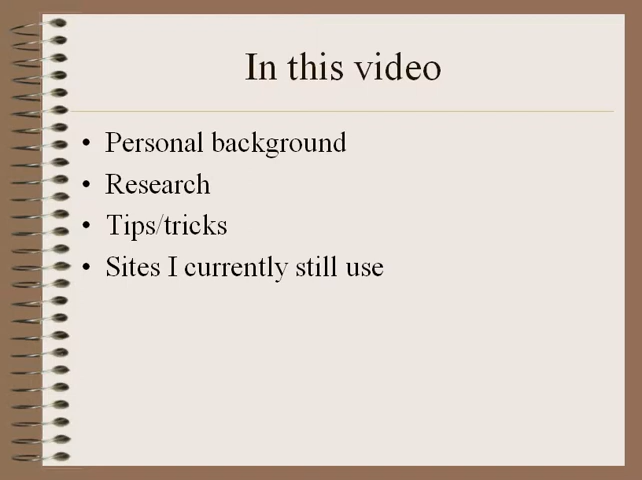 In this video
• Personal background
• Research
• Tips/tricks
• Sites I currently still use